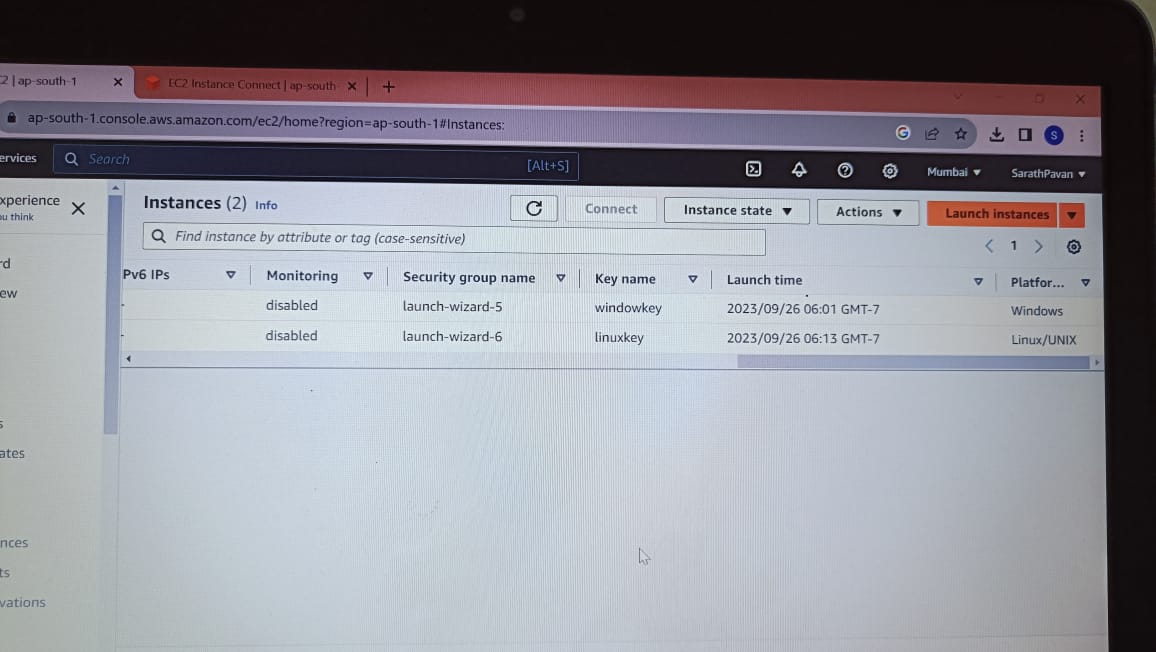 2 | ap-south-1
EC2 Instance Connect | ap-south
ap-south-1.console.aws.amazon.com/ec2/home?region=ap-south-1#Instances:
S
ervices
Search
[Alt+S]
Mumbai
SarathPavan
xperience
ou think
Instances (2) Info
Connect
Instance state
Actions
Launch instances
Find instance by attribute or tag (case-sensitive)
1
rd
ew
Pv6 IPs Monitoring Security group name Key name Launch time Platfor...
disabled launch-wizard-5 windowkey 2023/09/26 06:01 GMT-7 Windows
disabled launch-wizard-6 linuxkey 2023/09/26 06:13 GMT-7 Linux/UNIX
s
ates
nces
ts
vations